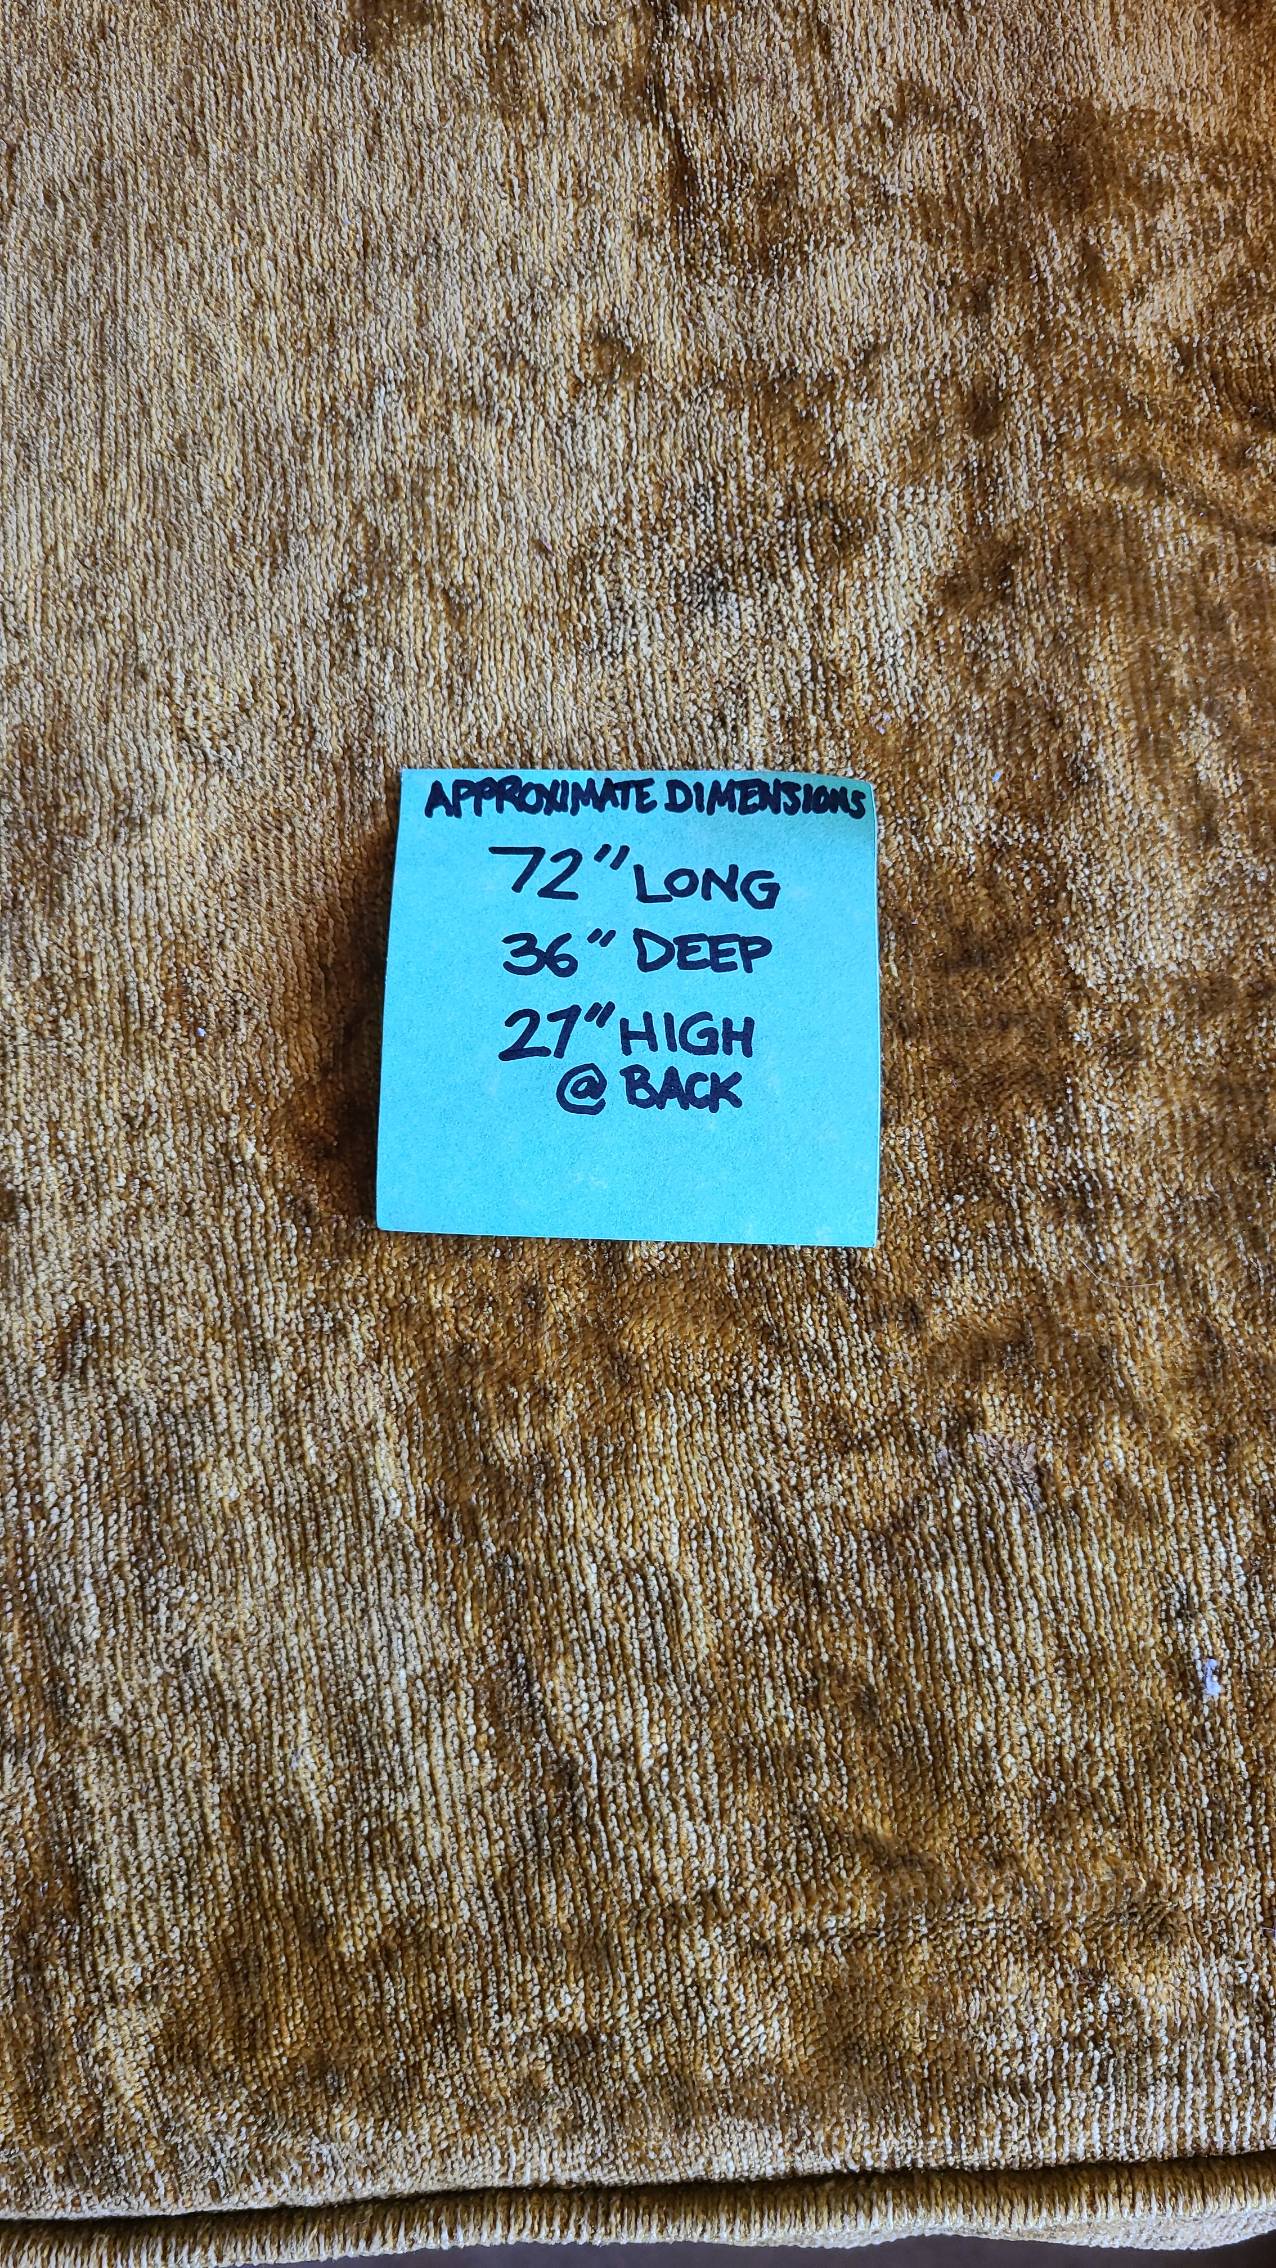 APPROXIMATE DIMENSIONS
72" LONG
36" DEEP
27" HIGH
@ BACK